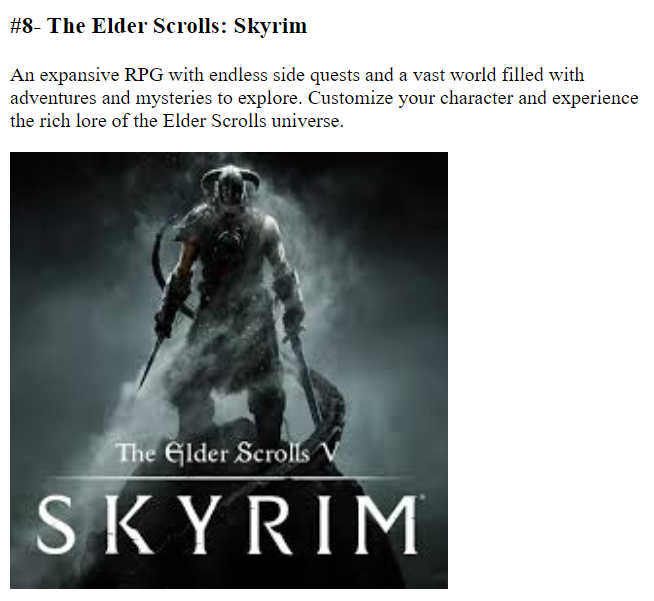 #8- The Elder Scrolls: Skyrim
An expansive RPG with endless side quests and a vast world filled with
adventures and mysteries to explore. Customize your character and experience
the rich lore of the Elder Scrolls universe.
The Elder Scrolls V
SKYRIM